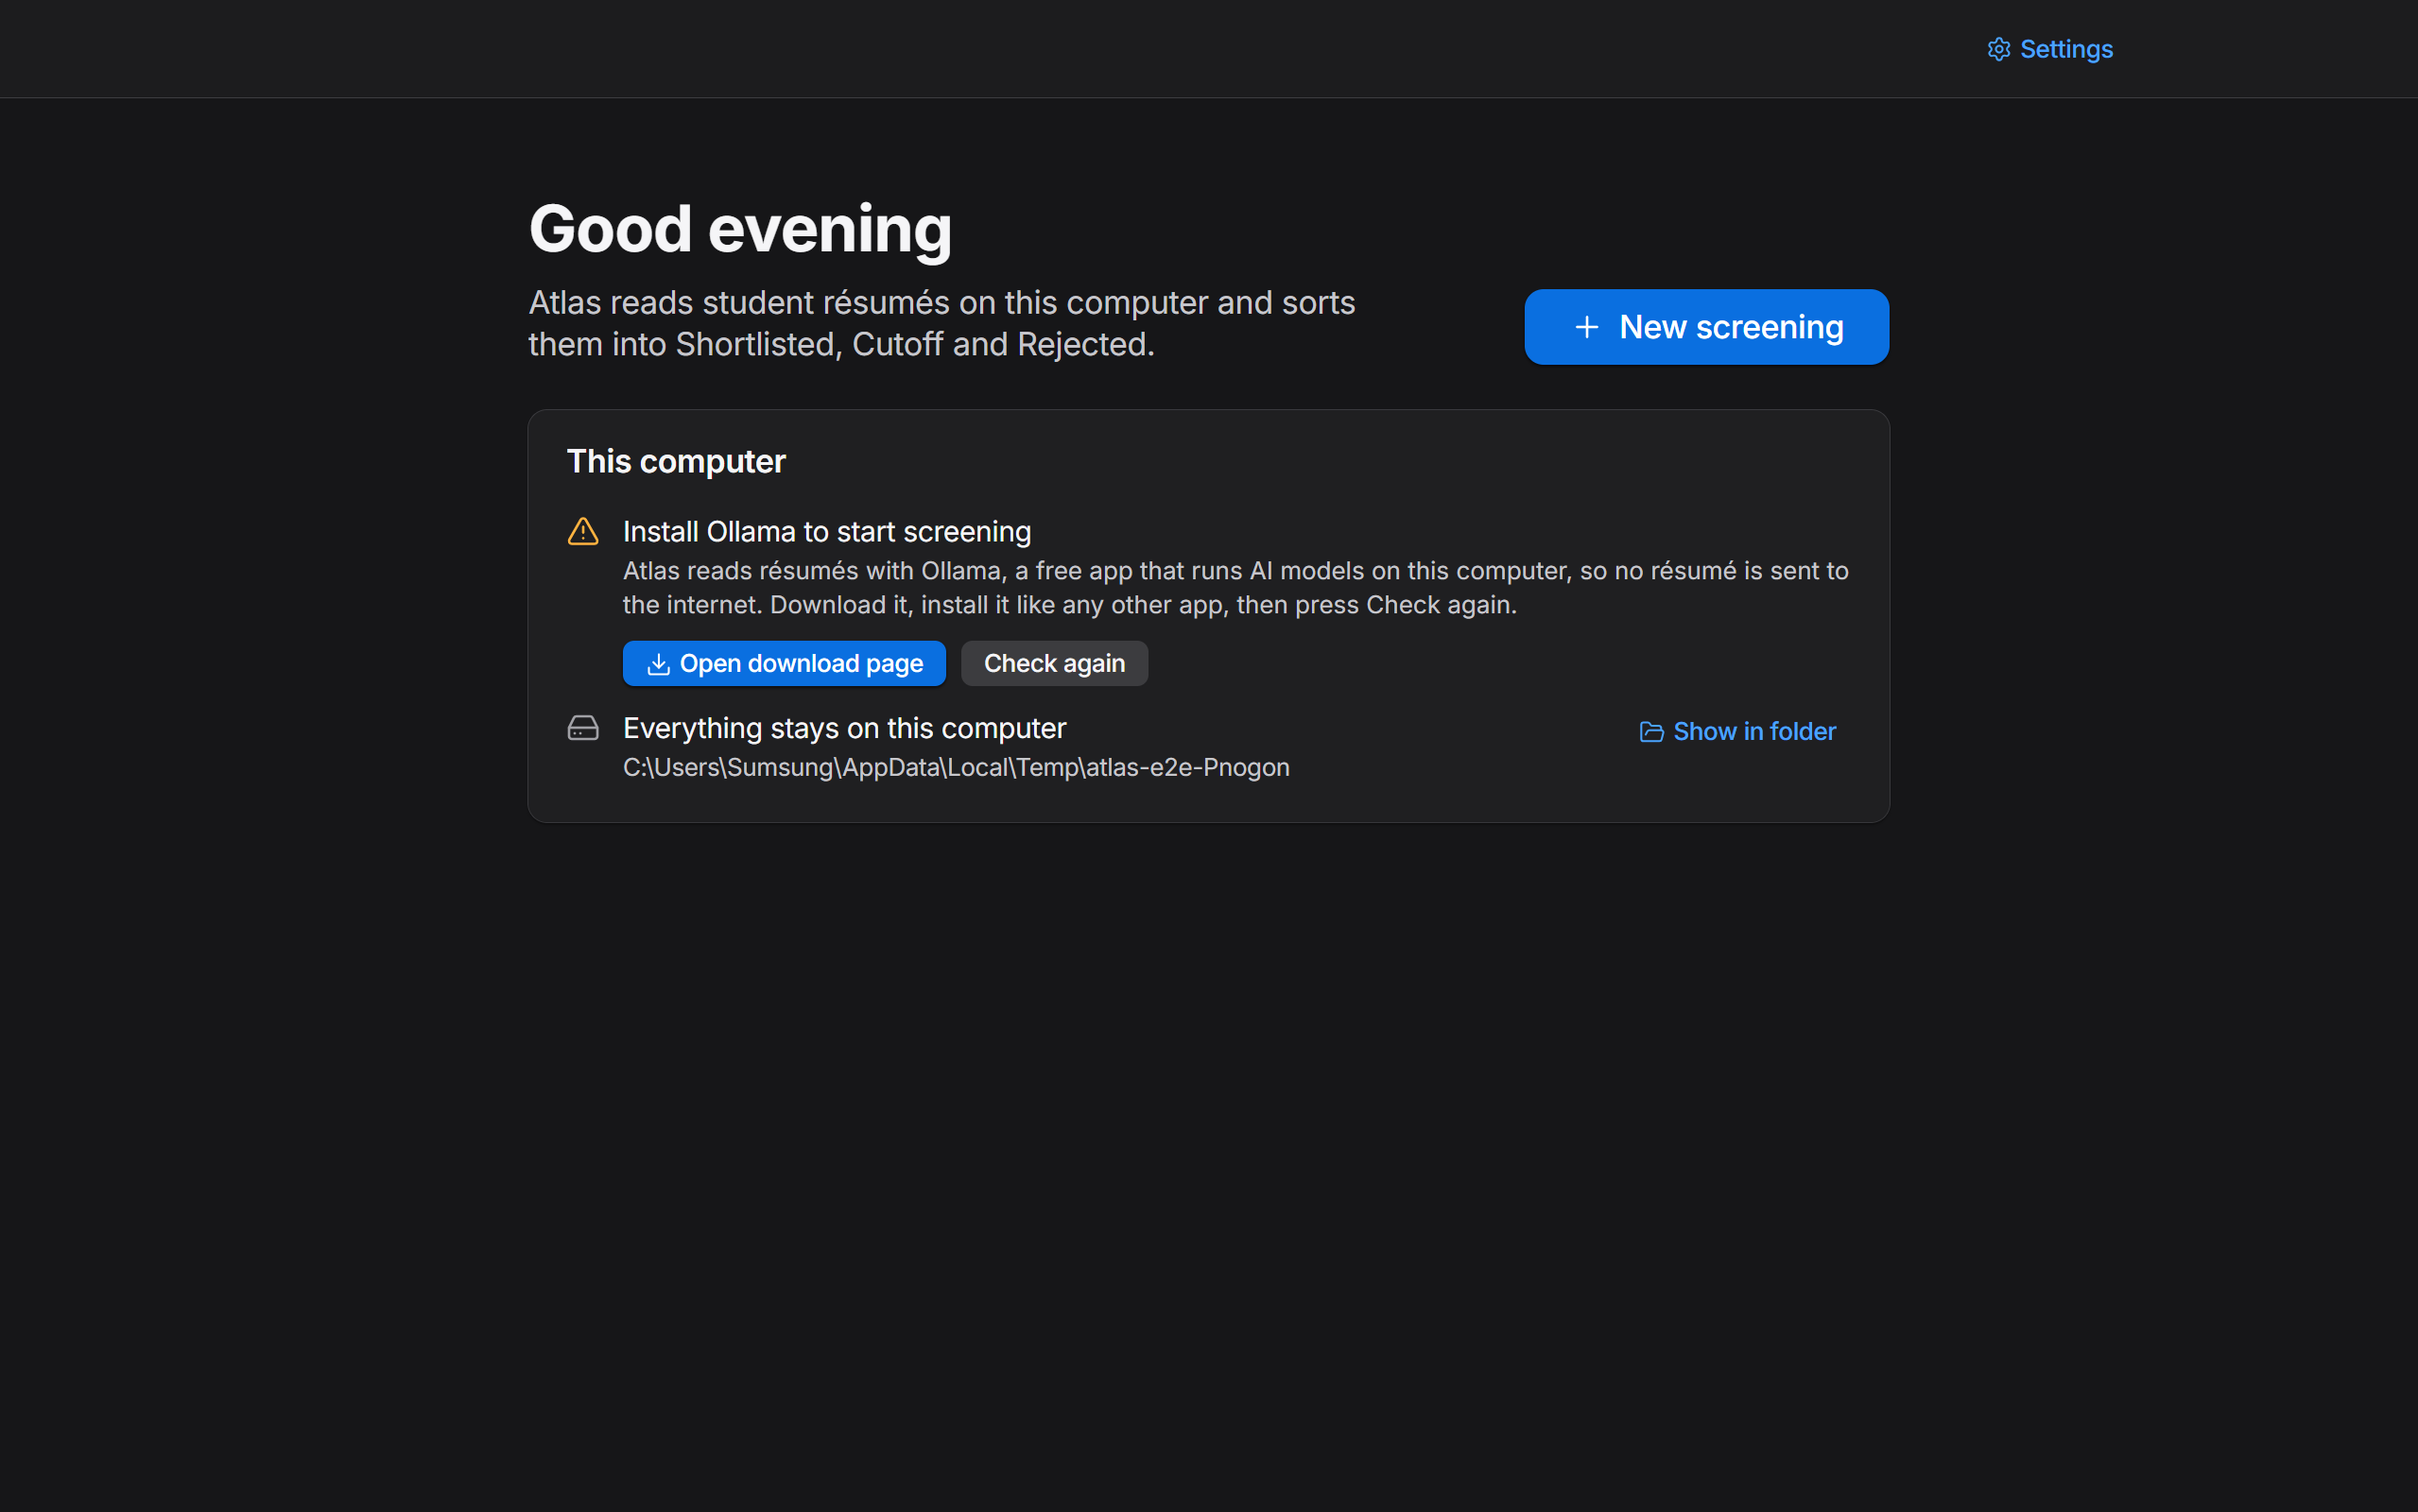 Settings
Good evening
Atlas reads student résumés on this computer and sorts
them into Shortlisted, Cutoff and Rejected.
New screening
This computer
Install Ollama to start screening
Atlas reads résumés with Ollama, a free app that runs AI models on this computer, so no résumé is sent to
the internet. Download it, install it like any other app, then press Check again.
Open download page
Check again
Everything stays on this computer
Show in folder
C:\Users\Sumsung\AppData\Local\Temp\atlas-e2e-Pnogon